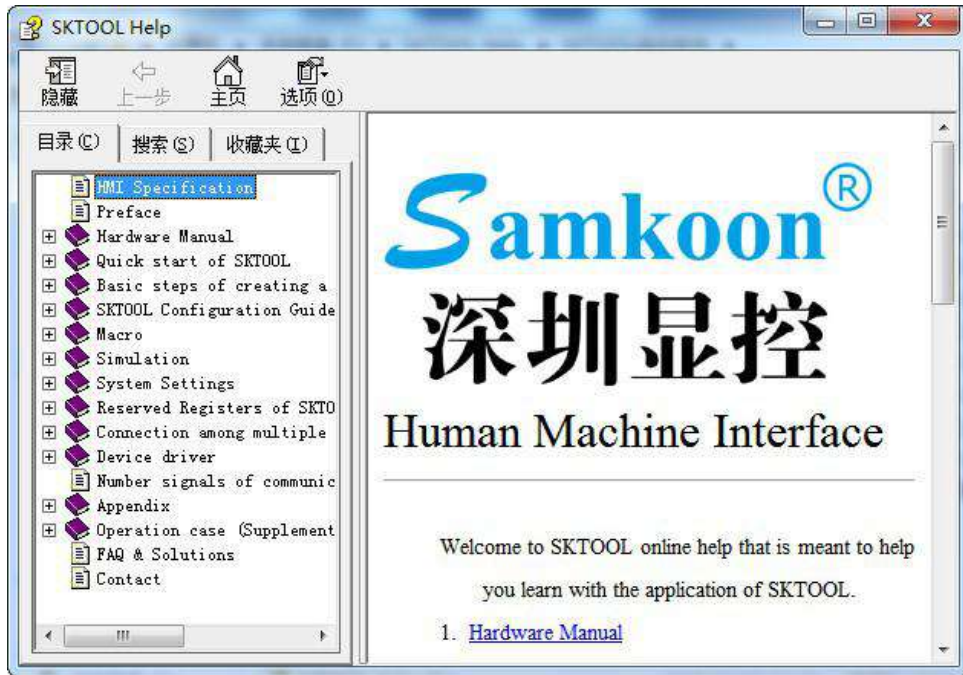 SKTOOL Help
隐藏 上一步 主页 选项(O)
目录(C) 搜索(S) 收藏夹(I)
HMI Specification
Preface
Hardware Manual
Quick start of SKTOOL
Basic steps of creating a
SKTOOL Configuration Guide
Macro
Simulation
System Settings
Reserved Registers of SKTO
Connection among multiple
Device driver
Number signals of communic
Appendix
Operation case (Supplement
FAQ & Solutions
Contact
Samkoon®
深圳显控
Human Machine Interface
Welcome to SKTOOL online help that is meant to help
you learn with the application of SKTOOL.
1. Hardware Manual